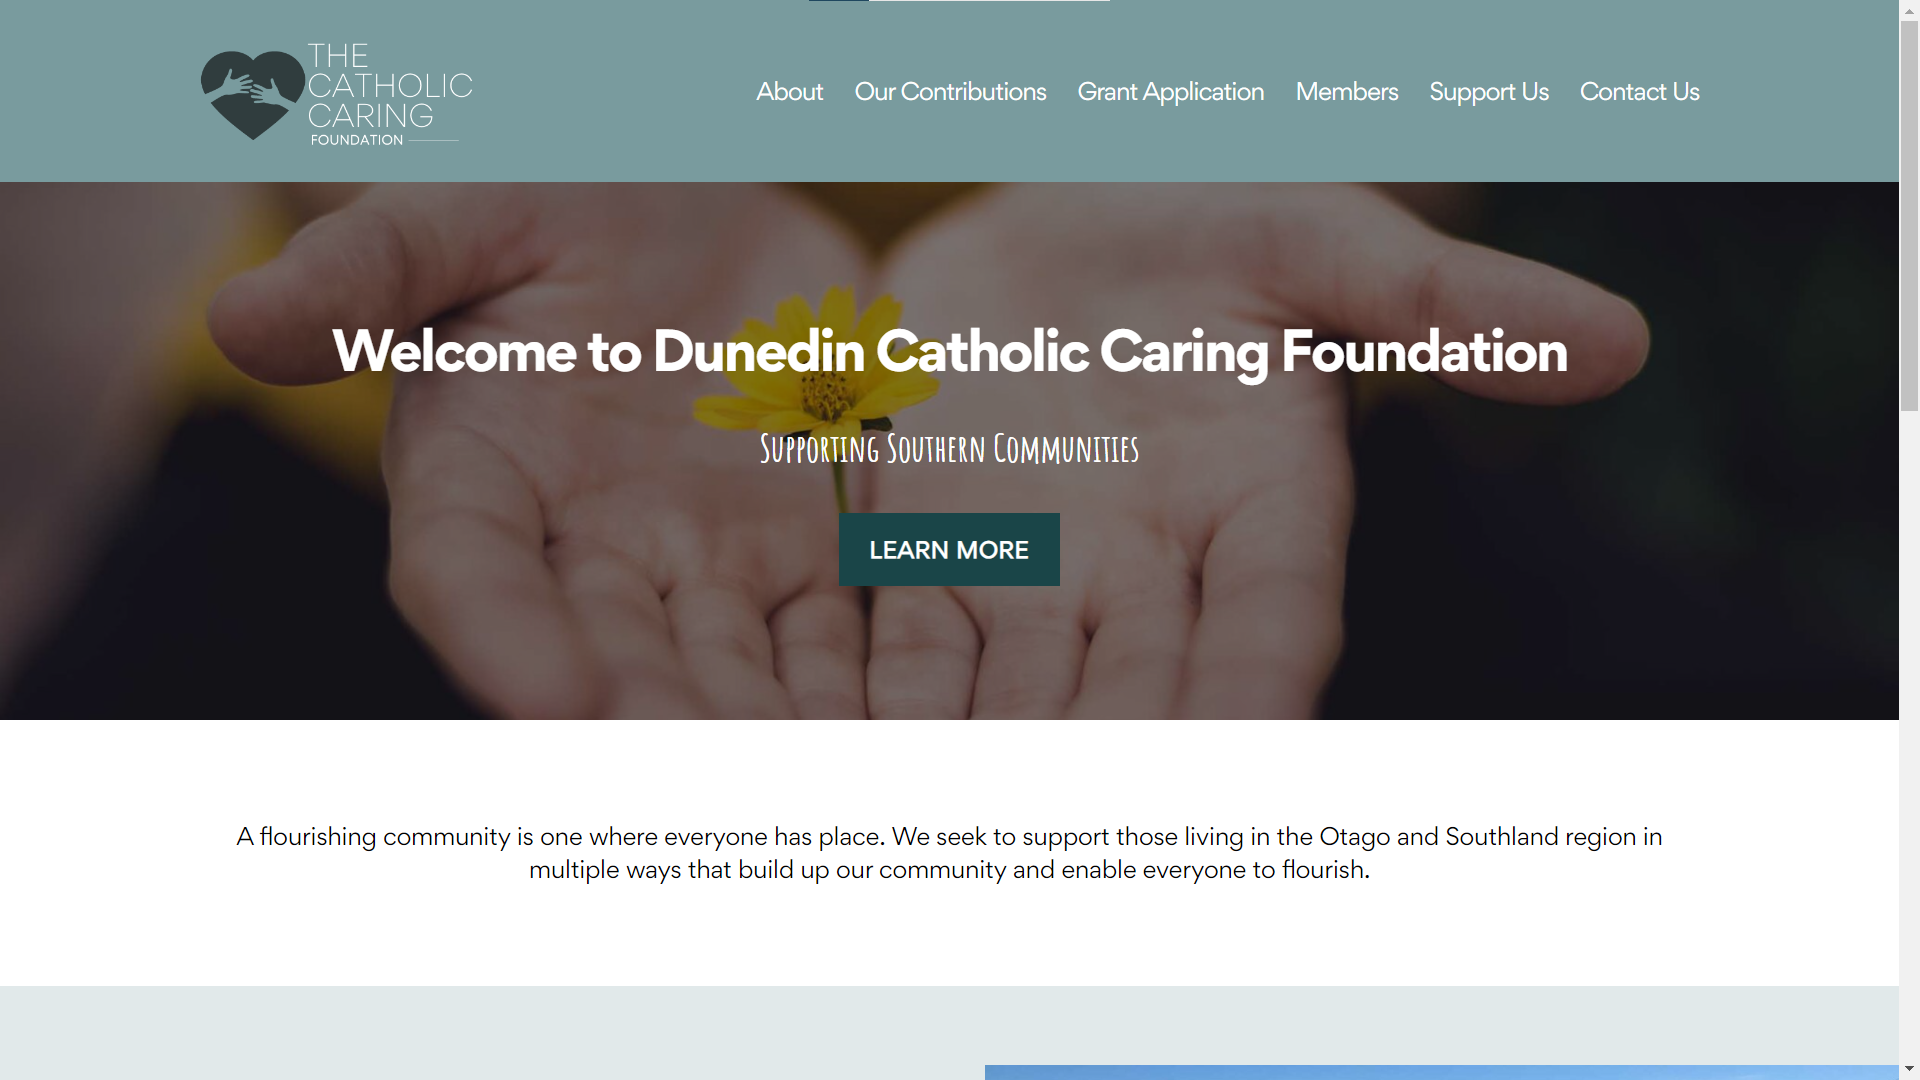 THE
CATHOLIC
CARING
FOUNDATION
About
Our Contributions
Grant Application
Members
Support Us
Contact Us
Welcome to Dunedin Catholic Caring Foundation
Supporting Southern Communities
LEARN MORE
A flourishing community is one where everyone has place. We seek to support those living in the Otago and Southland region in
multiple ways that build up our community and enable everyone to flourish.